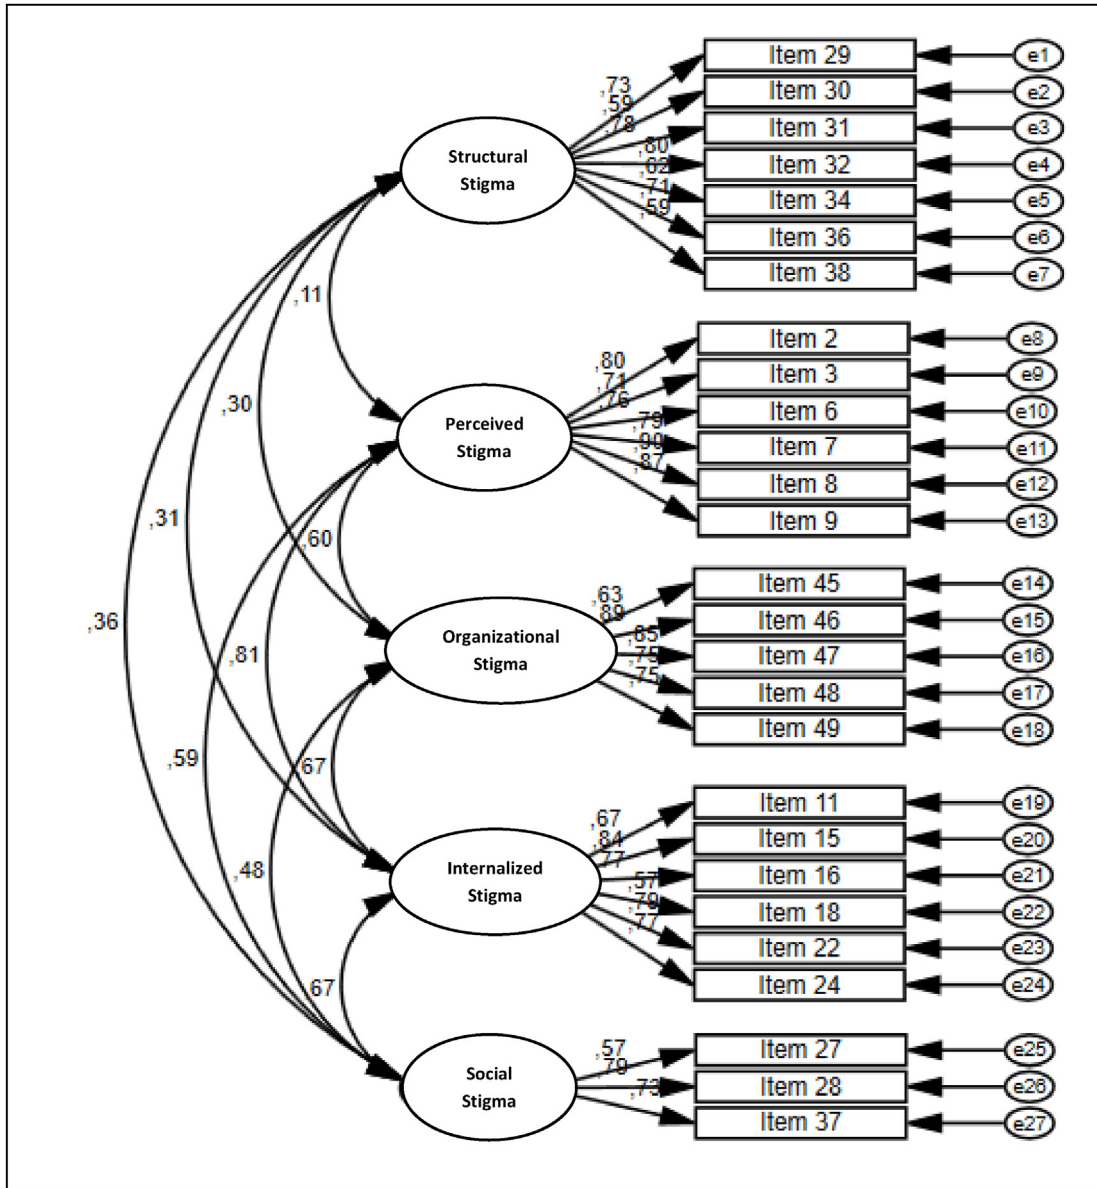 Item 29
e1
,73
Item 30
e2
,59
,78
Item 31
e3
,80
Structural
Stigma
Item 32
e4
,62
,71
Item 34
e5
,59
Item 36
e6
Item 38
e7
,11
Item 2
e8
,80
,71
Item 3
e9
,76
,30
Item 6
e10
,79
Perceived
Stigma
Item 7
e11
,90
,87
Item 8
e12
Item 9
e13
,31
,60
Item 45
e14
,63
,89
Item 46
e15
,36
,85
Organizational
Stigma
Item 47
e16
,81
,75
,75
Item 48
e17
Item 49
e18
,59
,67
Item 11
e19
,67
,84
Item 15
e20
,77
Internalized
Stigma
Item 16
e21
,48
,57
,79
Item 18
e22
,77
Item 22
e23
Item 24
e24
,67
Item 27
e25
,57
,79
Social
Stigma
Item 28
e26
,73
Item 37
e27